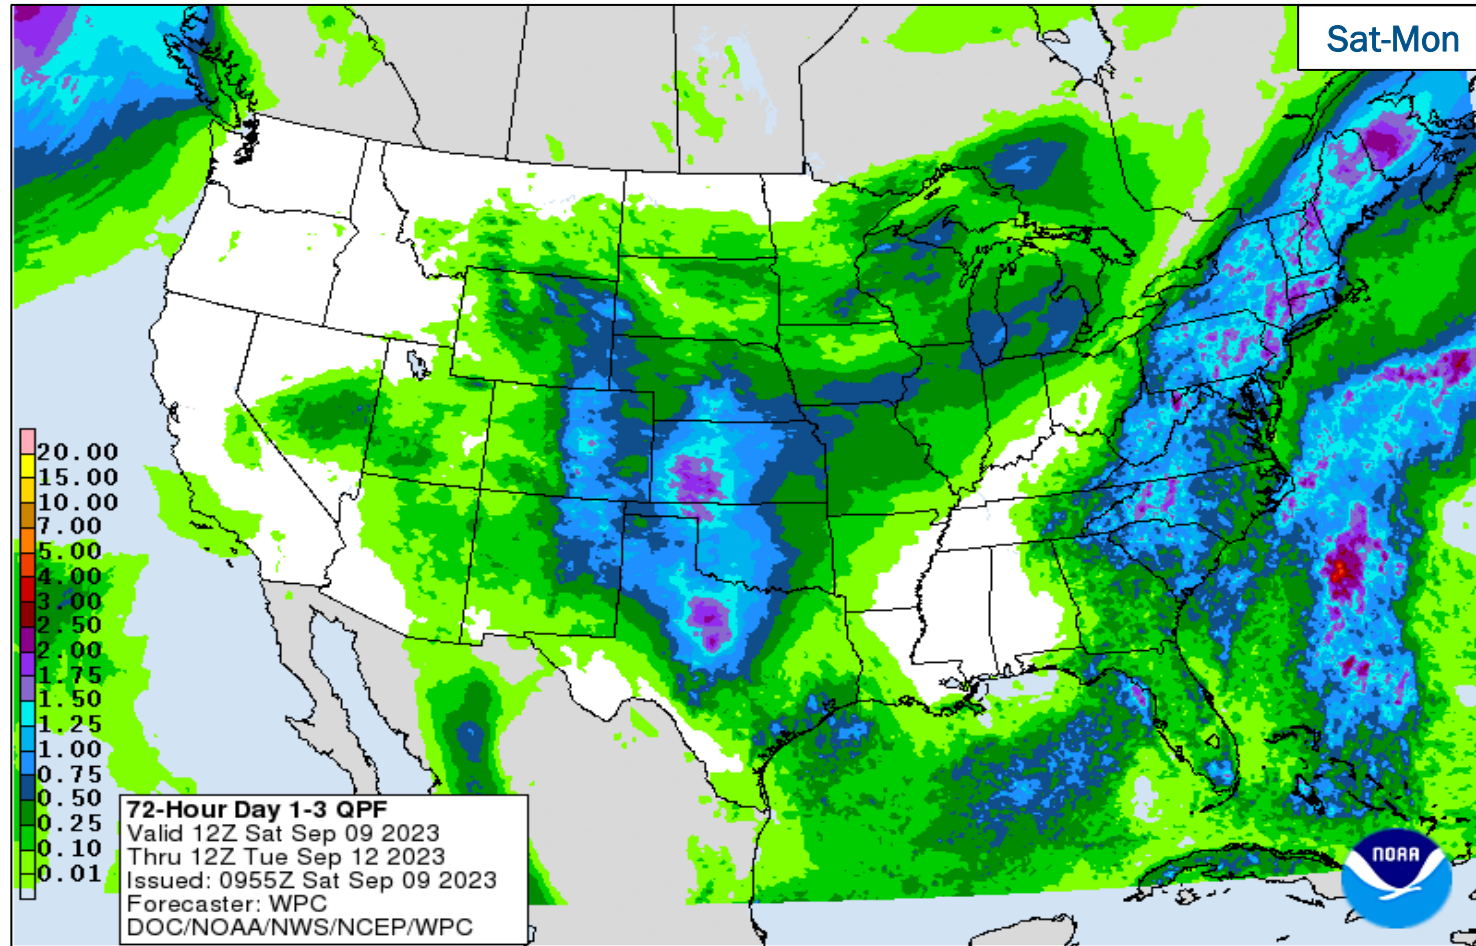 Sat-Mon
20.00
15.00
10.00
7.00
5.00
4.00
3.00
2.50
2.00
1.75
1.50
1.25
1.00
0.75
0.50
0.25
0.10
0.01
72-Hour Day 1-3 QPF
Valid 12Z Sat Sep 09 2023
Thru 12Z Tue Sep 12 2023
Issued: 0955Z Sat Sep 09 2023
Forecaster: WPC
DOC/NOAA/NWS/NCEP/WPC
NOAA